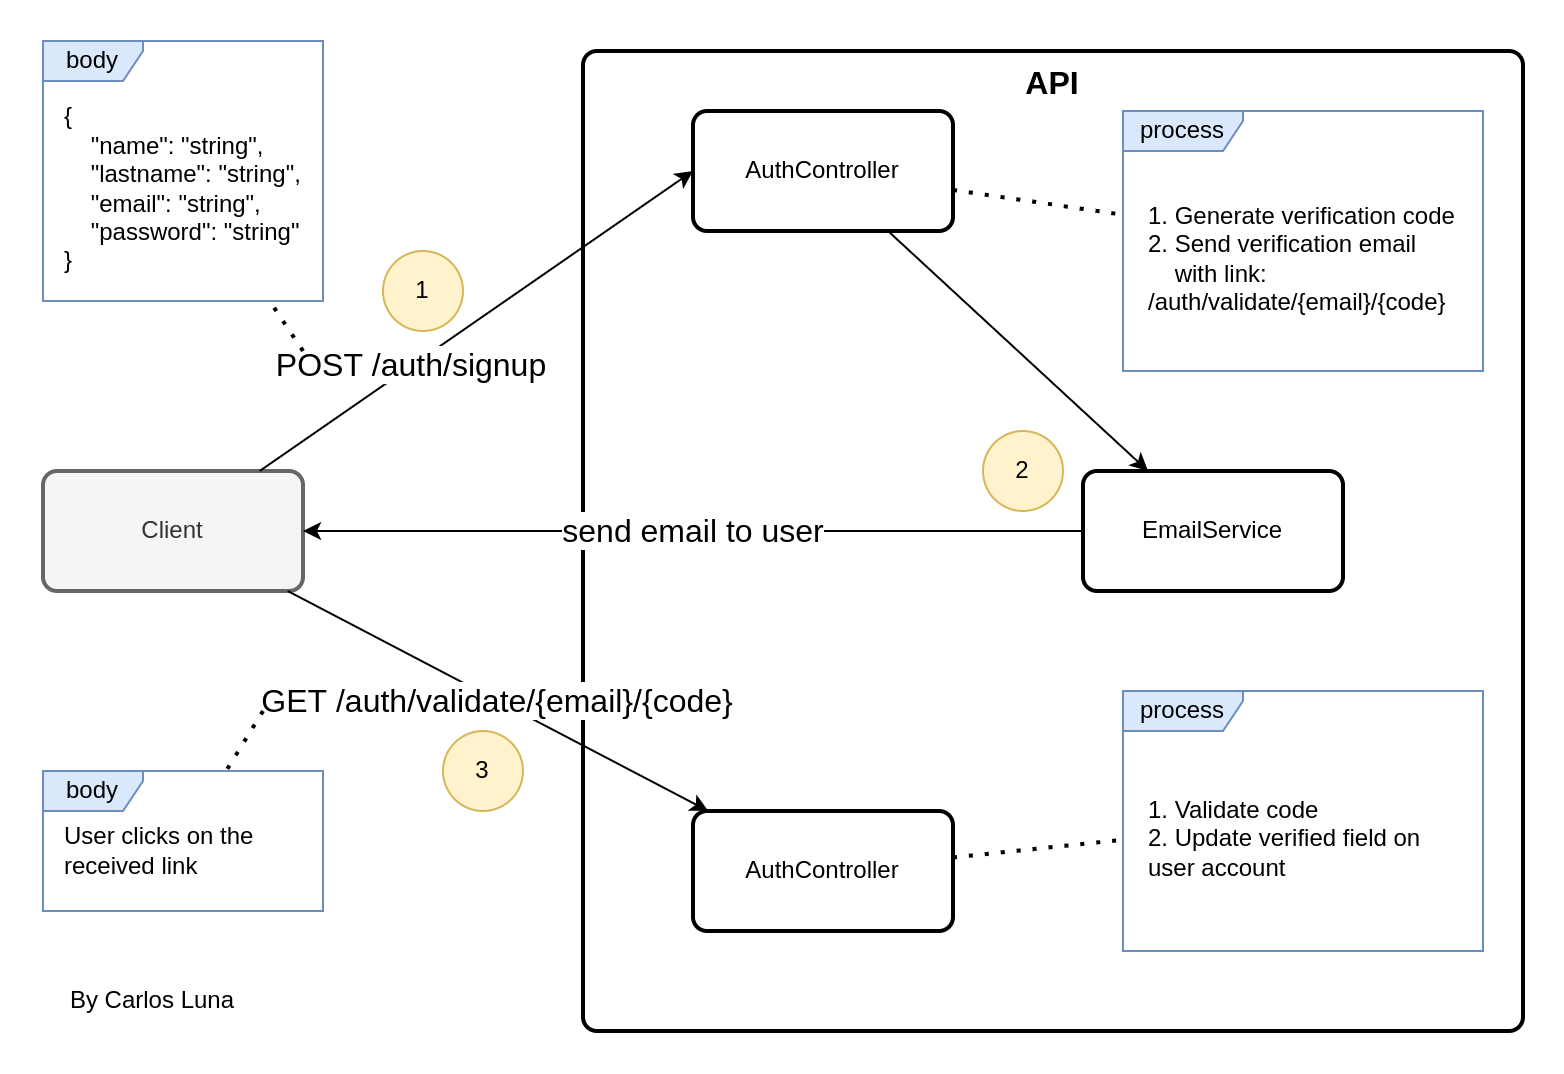 body
{
"name": "string",
"lastname": "string",
"email": "string",
"password": "string"
}
1
POST /auth/signup
API
AuthController
process
1. Generate verification code
2. Send verification email
with link:
/auth/validate/{email}/{code}
2
Client
send email to user
EmailService
GET /auth/validate/{email}/{code}
3
body
User clicks on the
received link
AuthController
process
1. Validate code
2. Update verified field on
user account
By Carlos Luna